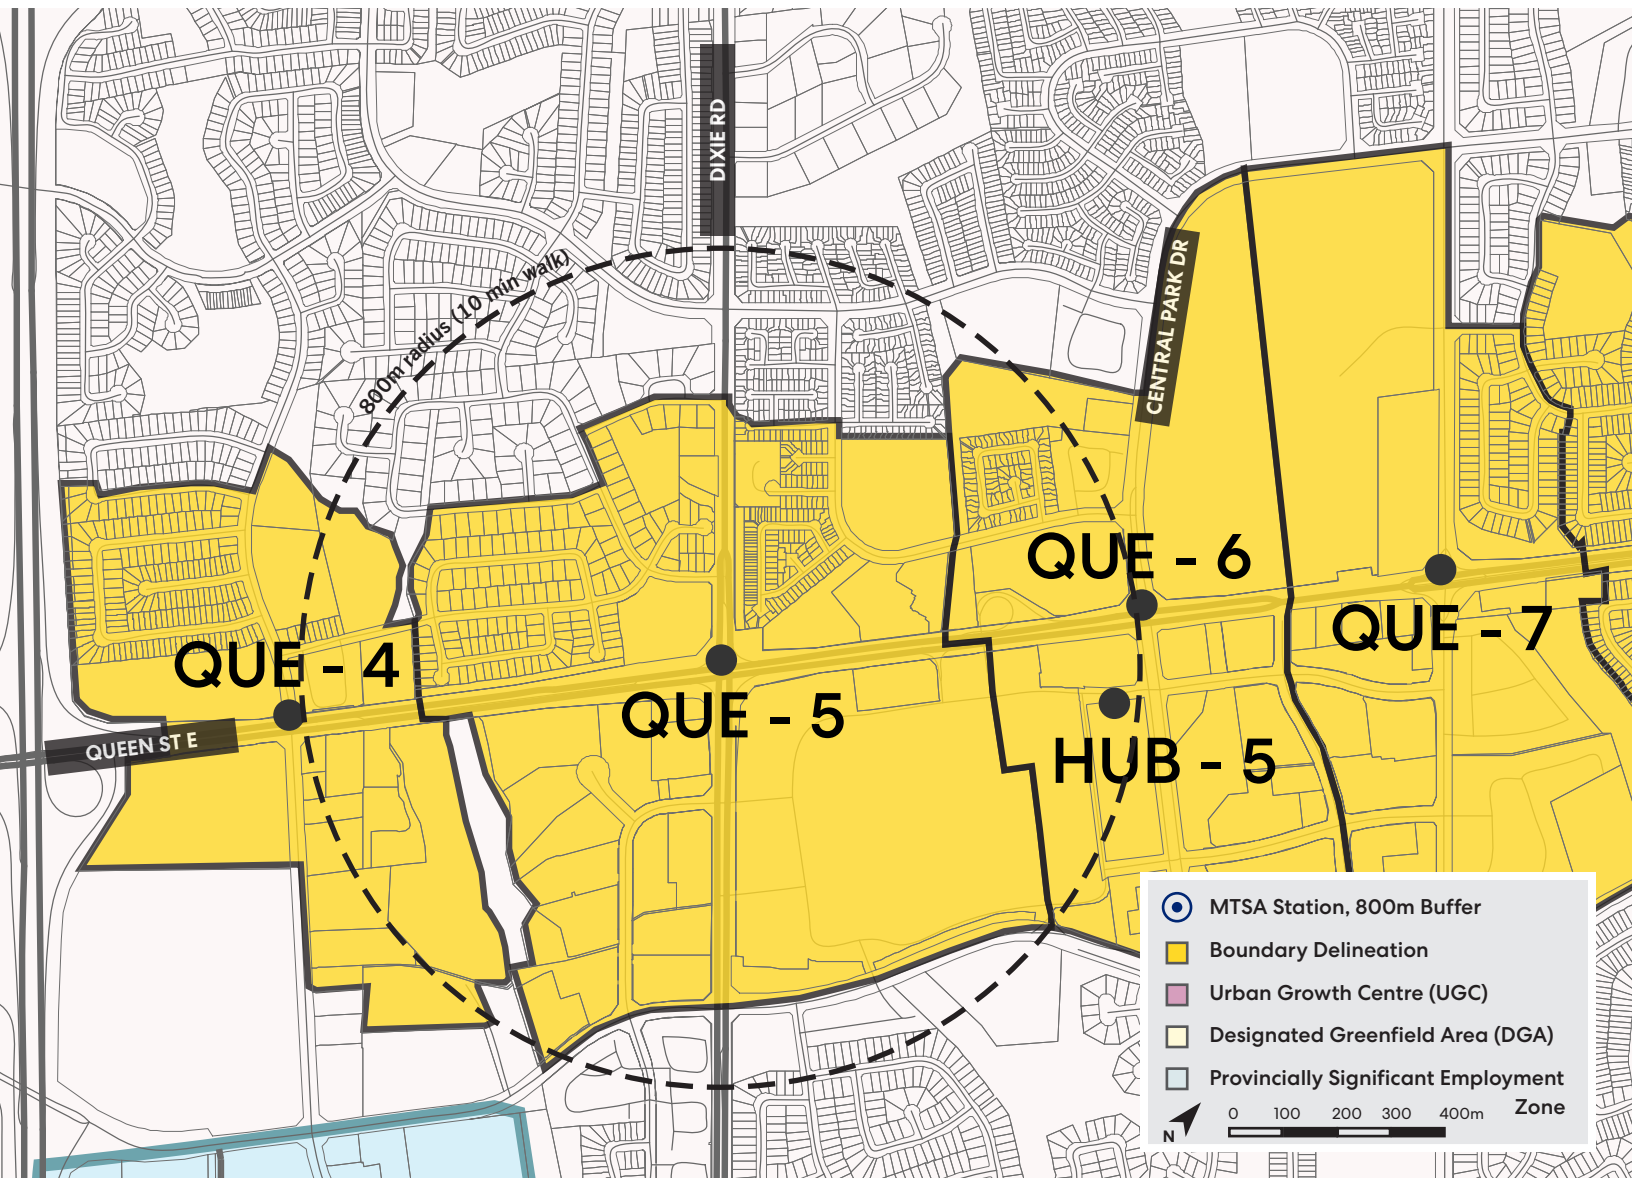 DIXIE RD
800m radius (10 min walk)
CENTRAL PARK DR
QUE - 6
QUE - 7
QUE - 4
QUE - 5
QUEEN ST E
HUB - 5
MTSA Station, 800m Buffer
Boundary Delineation
Urban Growth Centre (UGC)
Designated Greenfield Area (DGA)
Provincially Significant Employment
Zone
N
0 100 200 300 400m